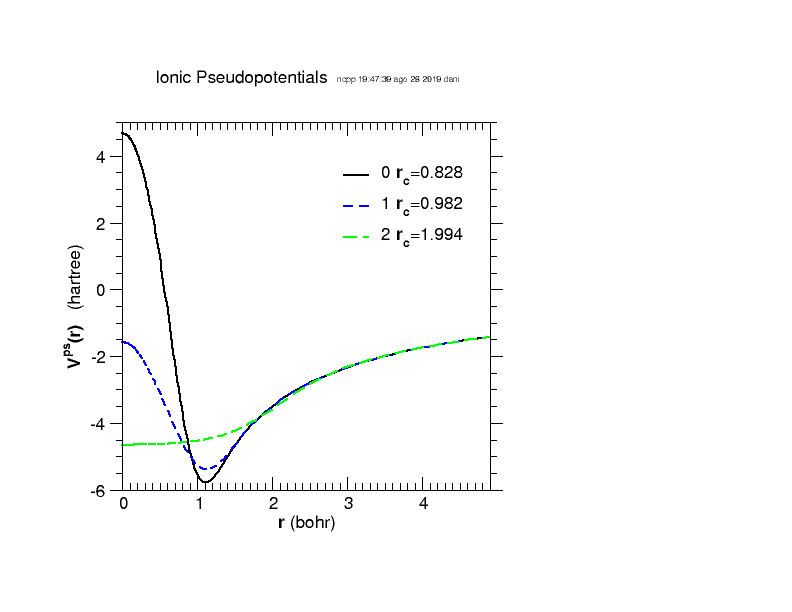 Ionic Pseudopotentials ncpp 19:47:39 ago 26 2019 dani
0 rc=0.828
1 rc=0.982
2 rc=1.994
4
2
0
-2
-4
-6
Vps(r) (hartree)
0 1 2 3 4
r (bohr)